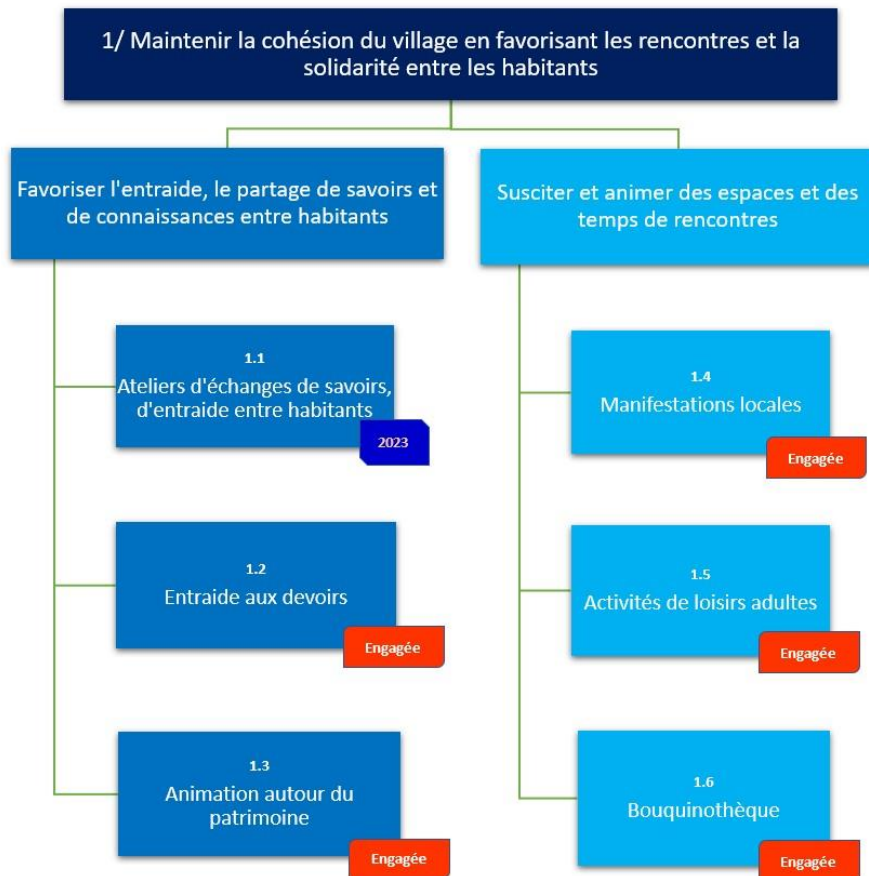 1/ Maintenir la cohésion du village en favorisant les rencontres et la
solidarité entre les habitants
Favoriser l'entraide, le partage de savoirs et
de connaissances entre habitants
1.1
Ateliers d'échanges de savoirs,
d'entraide entre habitants
2023
1.2
Entraide aux devoirs
Engagée
1.3
Animation autour du
patrimoine
Engagée
Susciter et animer des espaces et des
temps de rencontres
1.4
Manifestations locales
Engagée
1.5
Activités de loisirs adultes
Engagée
1.6
Bouquinothèque
Engagée